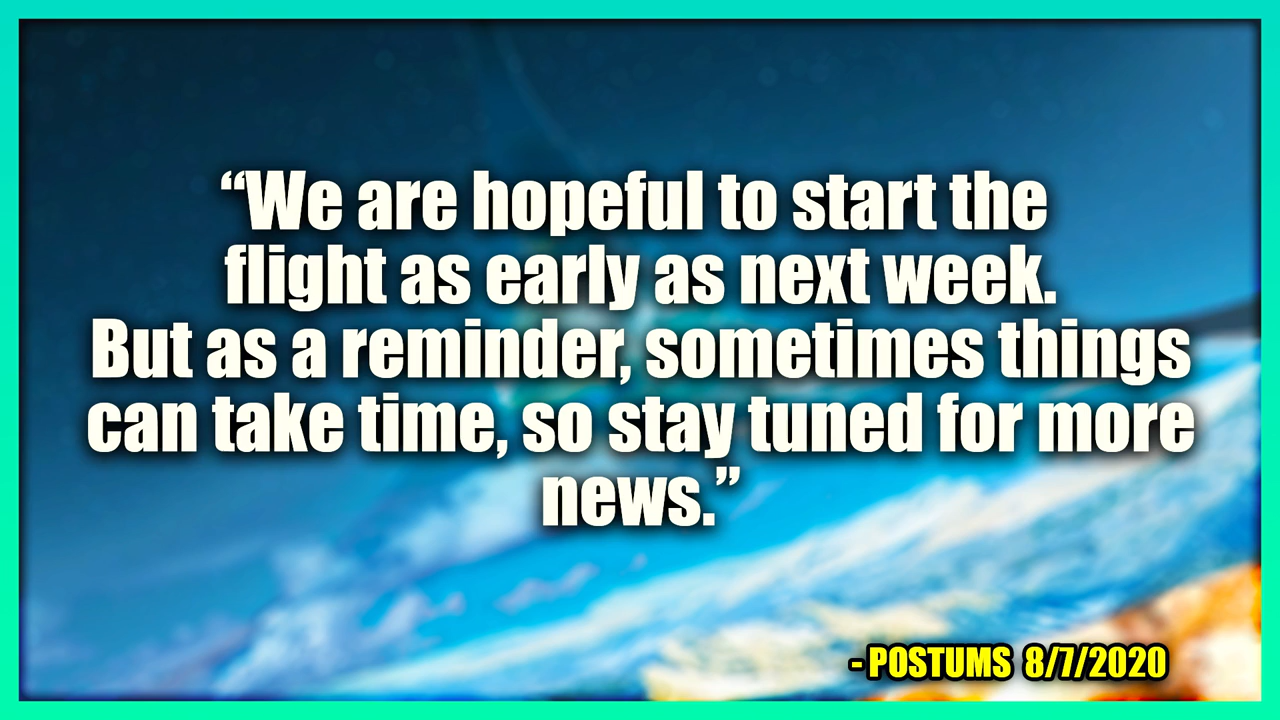 “We are hopeful to start the
flight as early as next week.
But as a reminder, sometimes things
can take time, so stay tuned for more
news.”
- POSTUMS 8/7/2020